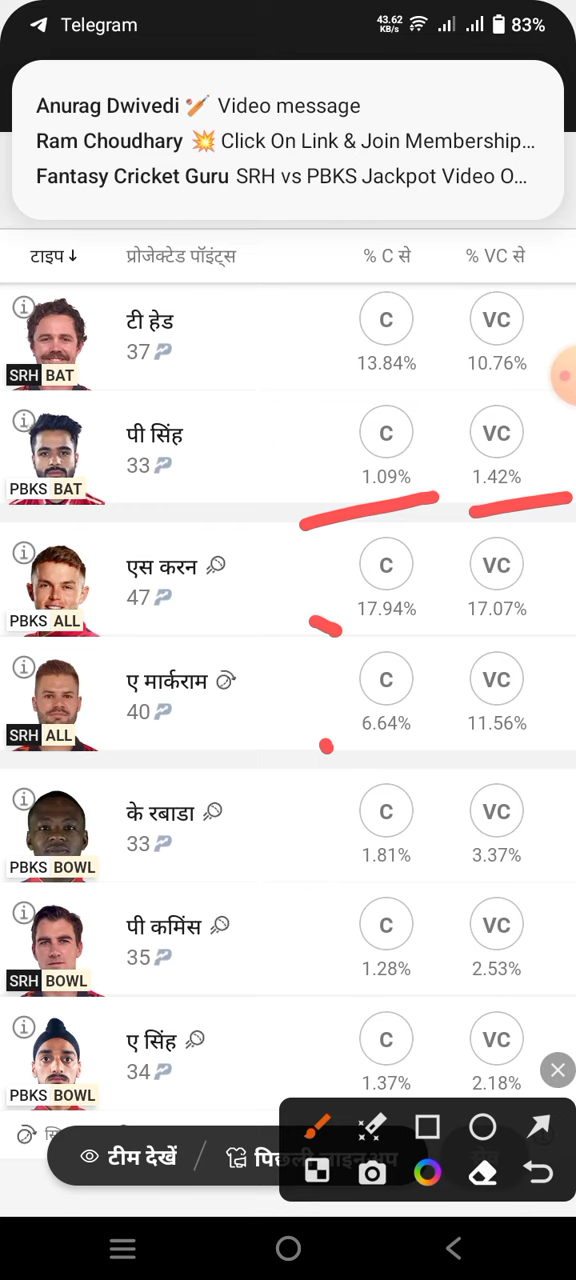 Telegram 43.62 KB/s 83%
Anurag Dwivedi 🏏 Video message
Ram Choudhary 💥 Click On Link & Join Membership...
Fantasy Cricket Guru SRH vs PBKS Jackpot Video O...
टाइप↓ प्रोजेक्टेड पॉइंट्स % C से % VC से
टी हेड C VC
37
13.84% 10.76%
SRH BAT
पी सिंह C VC
33
1.09% 1.42%
PBKS BAT
एस करन C VC
47
17.94% 17.07%
PBKS ALL
ए मार्कराम C VC
40
6.64% 11.56%
SRH ALL
के रबाडा C VC
33
1.81% 3.37%
PBKS BOWL
पी कमिंस C VC
35
1.28% 2.53%
SRH BOWL
ए सिंह C VC
34
1.37% 2.18%
PBKS BOWL
टीम देखें / पिछली लाइनअप